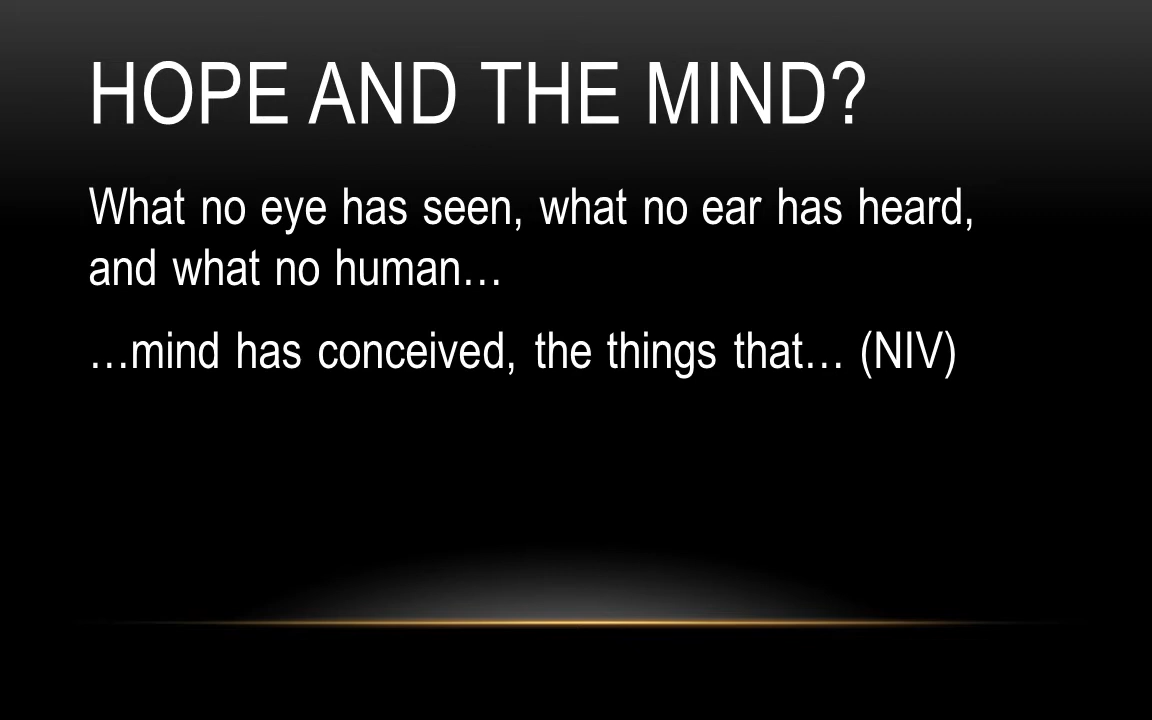 HOPE AND THE MIND?
What no eye has seen, what no ear has heard,
and what no human…
…mind has conceived, the things that… (NIV)